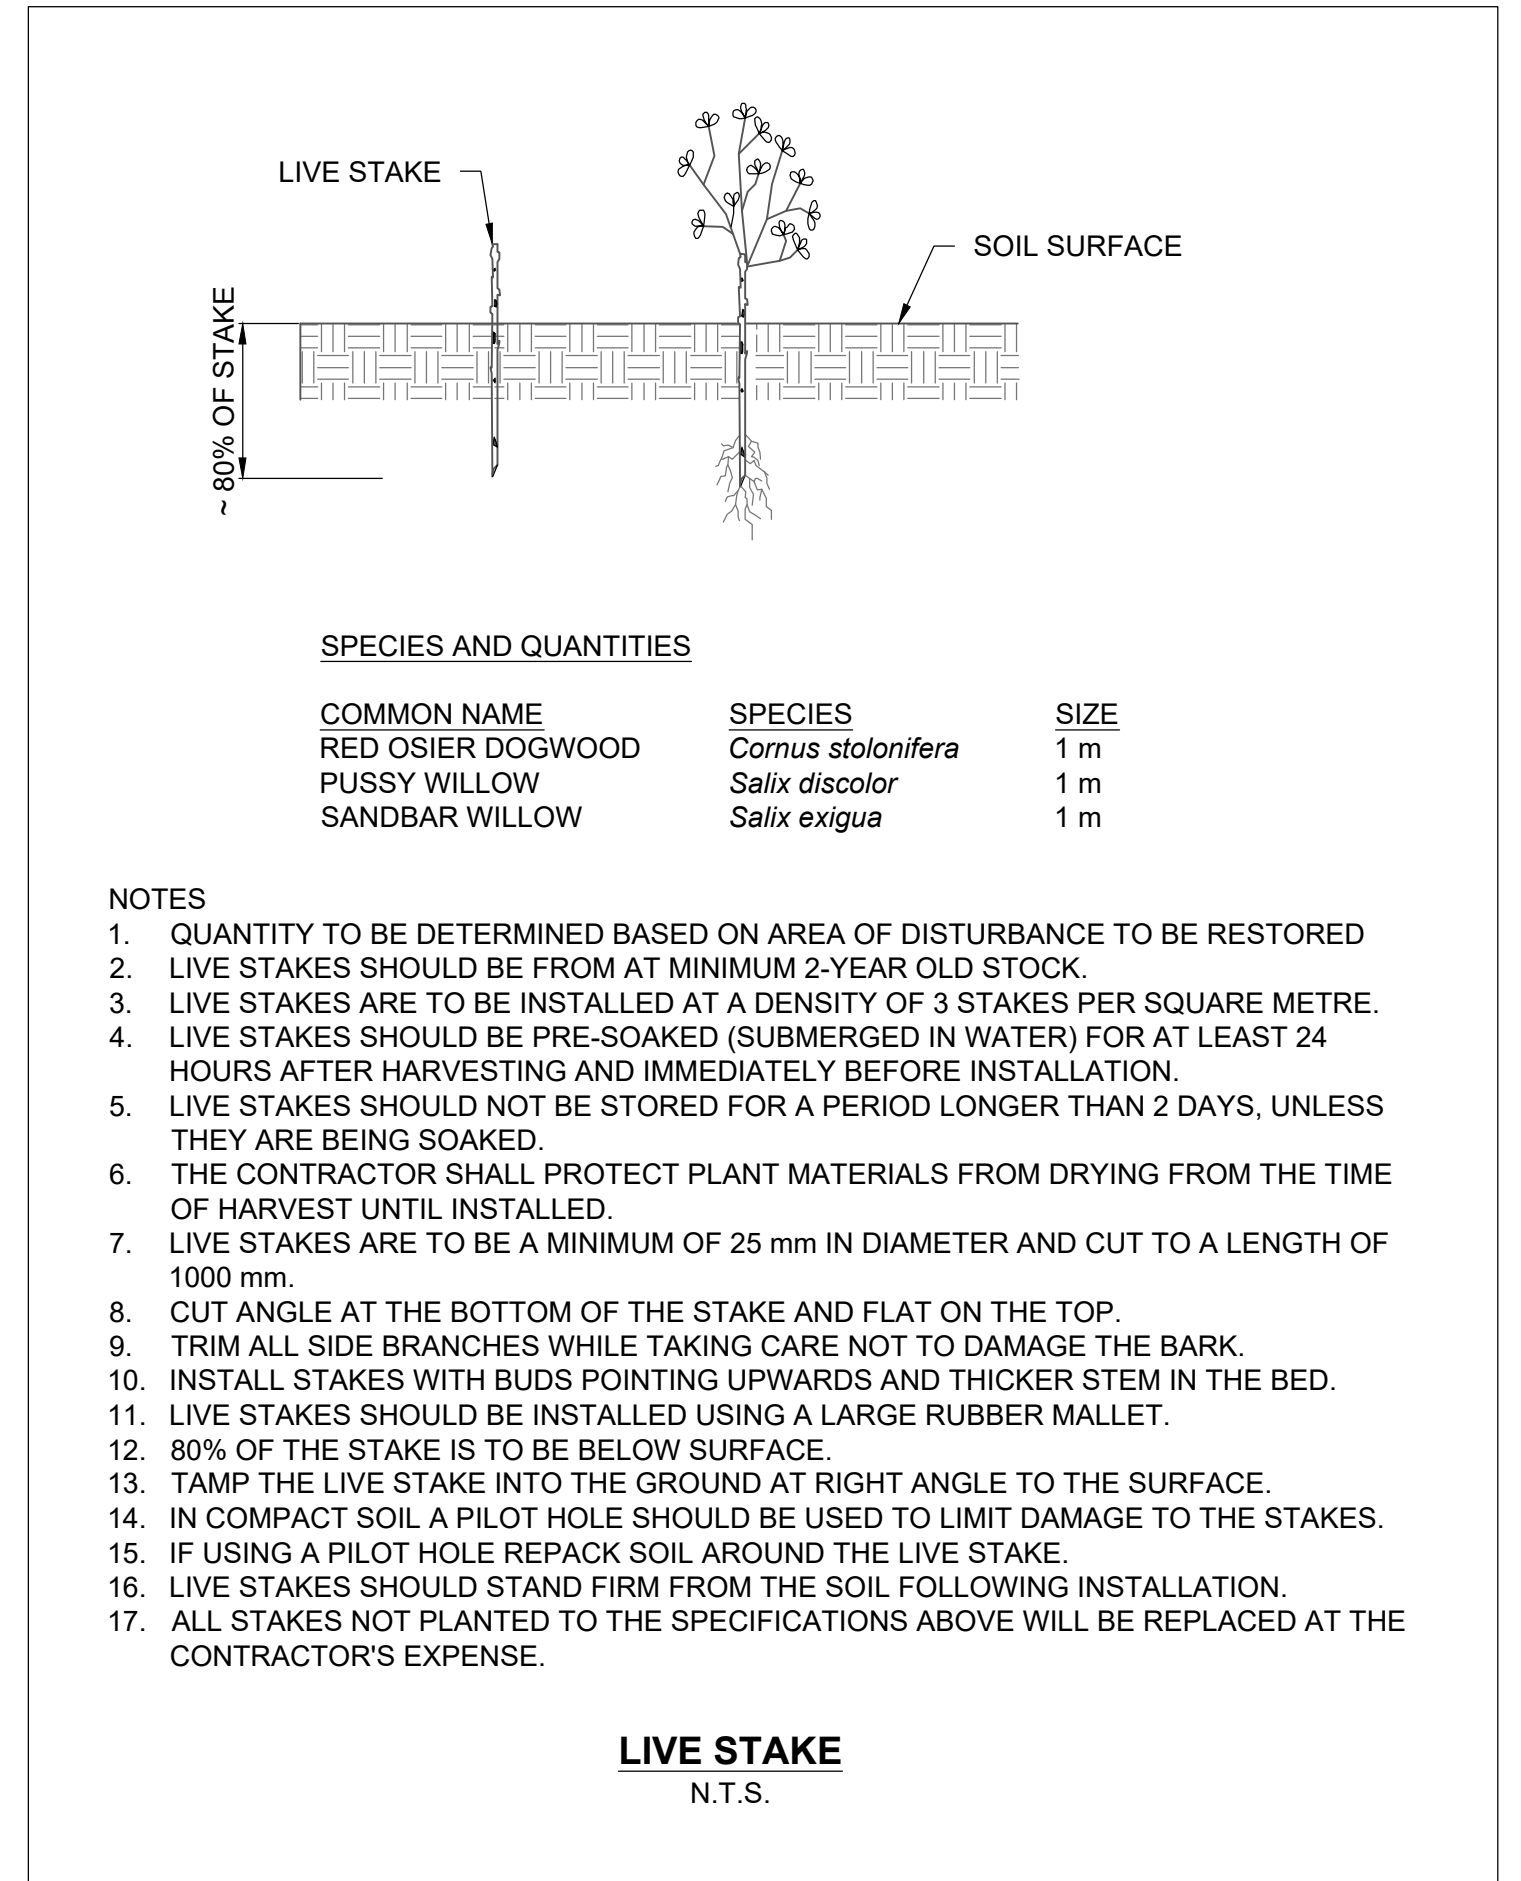 LIVE STAKE
SOIL SURFACE
~ 80% OF STAKE
SPECIES AND QUANTITIES
COMMON NAME SPECIES SIZE
RED OSIER DOGWOOD Cornus stolonifera 1 m
PUSSY WILLOW Salix discolor 1 m
SANDBAR WILLOW Salix exigua 1 m
NOTES
1. QUANTITY TO BE DETERMINED BASED ON AREA OF DISTURBANCE TO BE RESTORED
2. LIVE STAKES SHOULD BE FROM AT MINIMUM 2-YEAR OLD STOCK.
3. LIVE STAKES ARE TO BE INSTALLED AT A DENSITY OF 3 STAKES PER SQUARE METRE.
4. LIVE STAKES SHOULD BE PRE-SOAKED (SUBMERGED IN WATER) FOR AT LEAST 24
HOURS AFTER HARVESTING AND IMMEDIATELY BEFORE INSTALLATION.
5. LIVE STAKES SHOULD NOT BE STORED FOR A PERIOD LONGER THAN 2 DAYS, UNLESS
THEY ARE BEING SOAKED.
6. THE CONTRACTOR SHALL PROTECT PLANT MATERIALS FROM DRYING FROM THE TIME
OF HARVEST UNTIL INSTALLED.
7. LIVE STAKES ARE TO BE A MINIMUM OF 25 mm IN DIAMETER AND CUT TO A LENGTH OF
1000 mm.
8. CUT ANGLE AT THE BOTTOM OF THE STAKE AND FLAT ON THE TOP.
9. TRIM ALL SIDE BRANCHES WHILE TAKING CARE NOT TO DAMAGE THE BARK.
10. INSTALL STAKES WITH BUDS POINTING UPWARDS AND THICKER STEM IN THE BED.
11. LIVE STAKES SHOULD BE INSTALLED USING A LARGE RUBBER MALLET.
12. 80% OF THE STAKE IS TO BE BELOW SURFACE.
13. TAMP THE LIVE STAKE INTO THE GROUND AT RIGHT ANGLE TO THE SURFACE.
14. IN COMPACT SOIL A PILOT HOLE SHOULD BE USED TO LIMIT DAMAGE TO THE STAKES.
15. IF USING A PILOT HOLE REPACK SOIL AROUND THE LIVE STAKE.
16. LIVE STAKES SHOULD STAND FIRM FROM THE SOIL FOLLOWING INSTALLATION.
17. ALL STAKES NOT PLANTED TO THE SPECIFICATIONS ABOVE WILL BE REPLACED AT THE
CONTRACTOR'S EXPENSE.
LIVE STAKE
N.T.S.